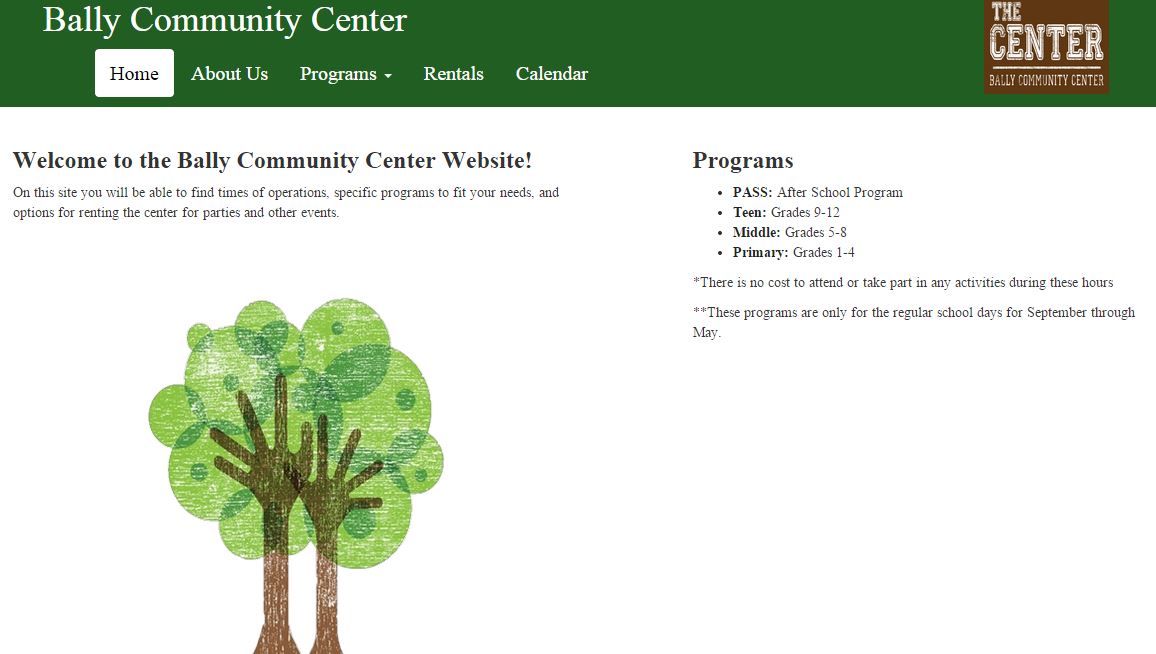 Bally Community Center
Home About Us Programs Rentals Calendar
THE
CENTER
BALLY COMMUNITY CENTER
Welcome to the Bally Community Center Website!
On this site you will be able to find times of operations, specific programs to fit your needs, and
options for renting the center for parties and other events.
Programs
• PASS: After School Program
• Teen: Grades 9-12
• Middle: Grades 5-8
• Primary: Grades 1-4
*There is no cost to attend or take part in any activities during these hours
**These programs are only for the regular school days for September through
May.